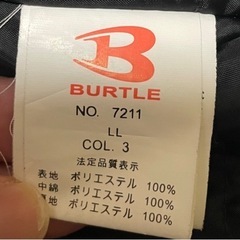 BURTLE
NO. 7211
LL
COL. 3
法定品質表示
表地 ポリエステル 100%
中綿 ポリエステル 100%
地 ポリエステル 100%